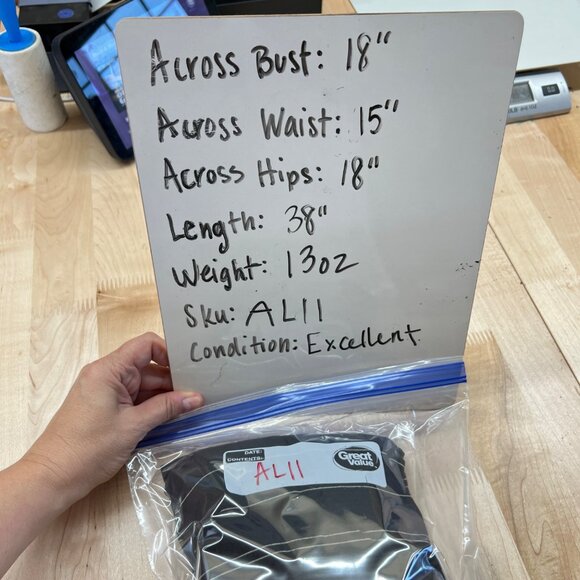 Across Bust: 18"
Across Waist: 15"
Across Hips: 18"
Length: 38"
Weight: 13oz
Sku: AL11
Condition: Excellent
DATE:
CONTENTS:
AL11
Great
Value